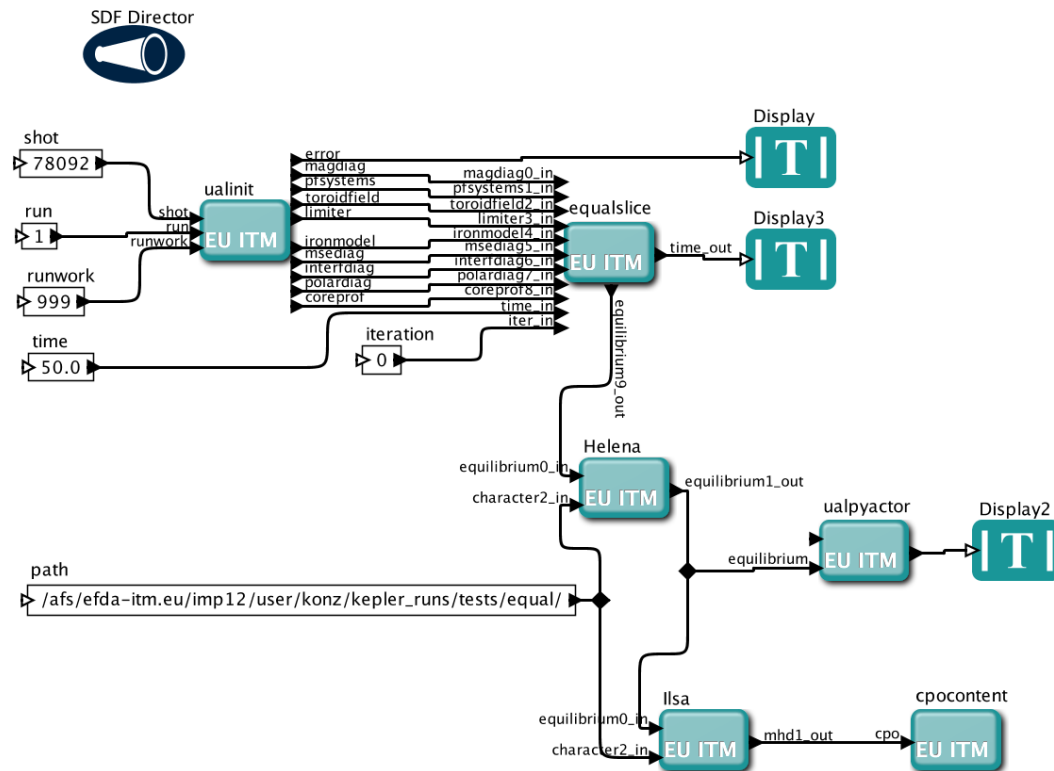 SDF Director
shot
78092
run
1
runwork
999
time
50.0
ualinit
shot
run
runwork
EU ITM
error
magdiag
pfsystems
toroidfield
limiter
ironmodel
msediag
interfdiag
polardiag
coreprof
iteration
0
magdiag0_in
pfsystems1_in
toroidfield2_in
limiter3_in
ironmodel4_in
msediag5_in
interfdiag6_in
polardiag7_in
coreprof8_in
time_in
iter_in
equalslice
EU ITM
time_out
equilibrium9_out
Display
T
Display3
T
Helena
equilibrium0_in
character2_in
EU ITM
equilibrium1_out
ualpyactor
equilibrium
EU ITM
Display2
T
path
/afs/efda-itm.eu/imp12/user/konz/kepler_runs/tests/equal/
Ilsa
equilibrium0_in
character2_in
EU ITM
mhd1_out
cpocontent
cpo
EU ITM